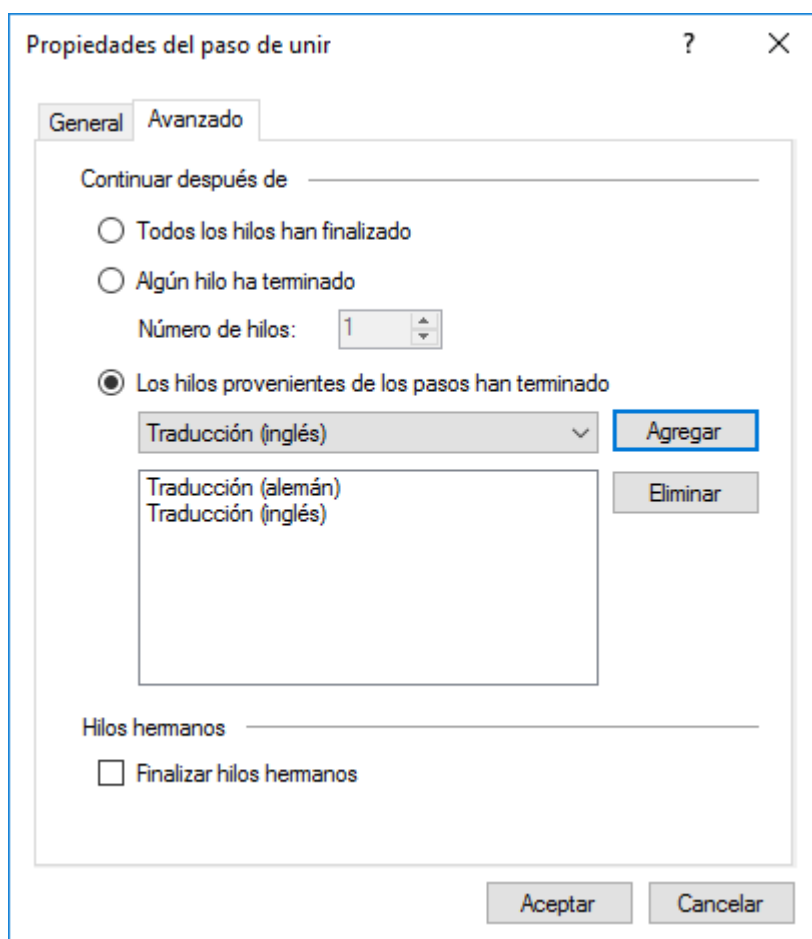 Propiedades del paso de unir ?
General Avanzado
Continuar después de
Todos los hilos han finalizado
Algún hilo ha terminado
Número de hilos: 1
Los hilos provenientes de los pasos han terminado
Traducción (inglés) Agregar
Traducción (alemán) Eliminar
Traducción (inglés)
Hilos hermanos
Finalizar hilos hermanos
Aceptar Cancelar